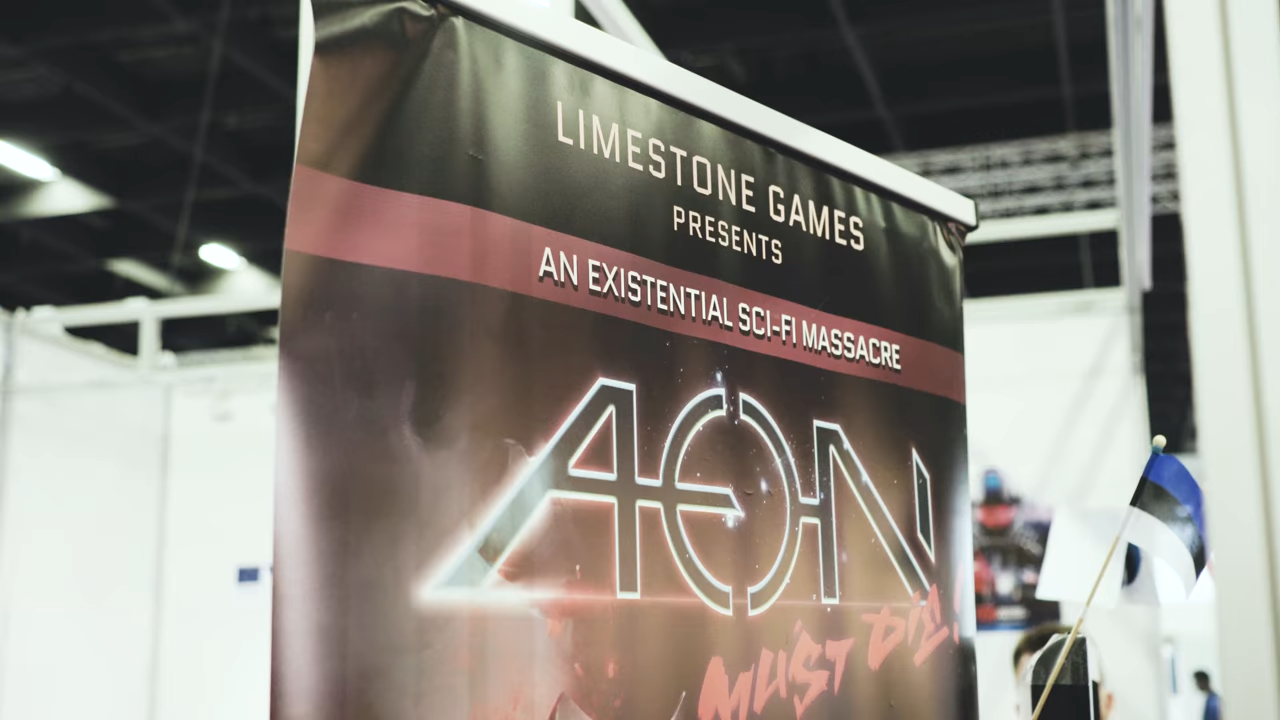 LIMESTONE GAMES
PRESENTS
AN EXISTENTIAL SCI-FI MASSACRE
AEON
MUST DIE!